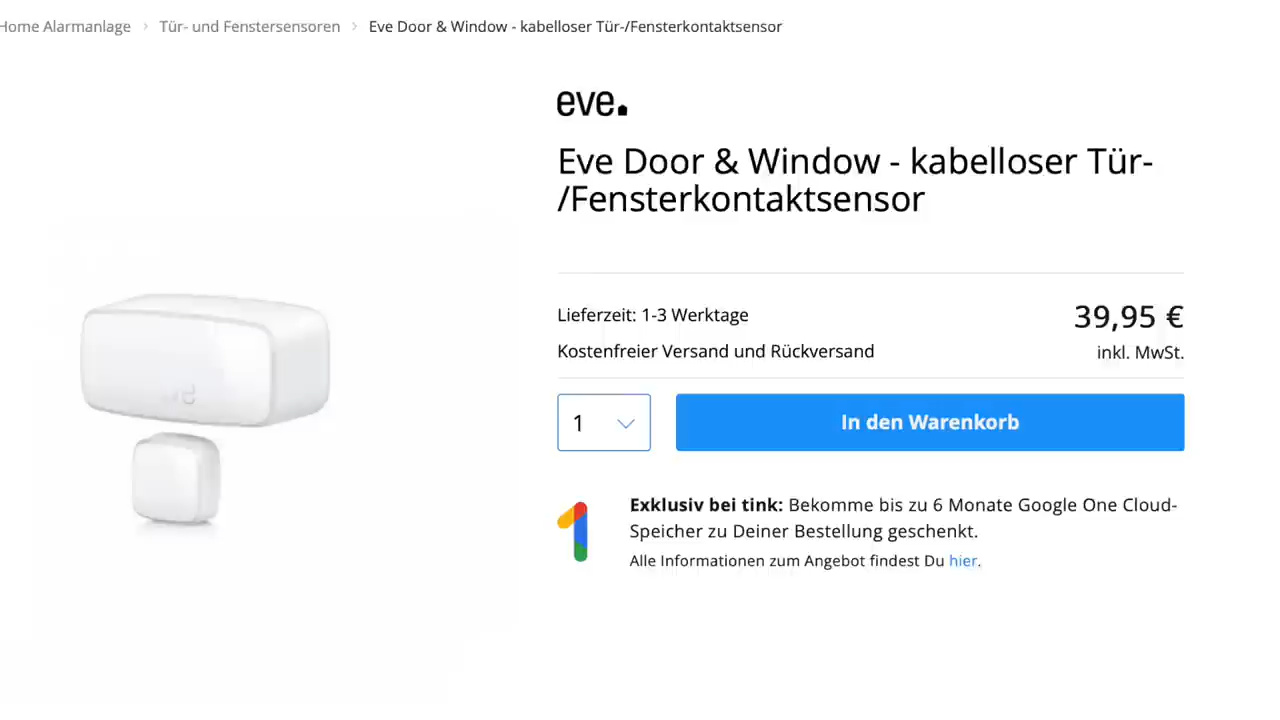 Home Alarmanlage > Tür- und Fenstersensoren > Eve Door & Window - kabelloser Tür-/Fensterkontaktsensor
eve.
Eve Door & Window - kabelloser Tür-
/Fensterkontaktsensor
Lieferzeit: 1-3 Werktage
39,95 €
Kostenfreier Versand und Rückversand
inkl. MwSt.
1
In den Warenkorb
Exklusiv bei tink: Bekomme bis zu 6 Monate Google One Cloud-
Speicher zu Deiner Bestellung geschenkt.
Alle Informationen zum Angebot findest Du hier.